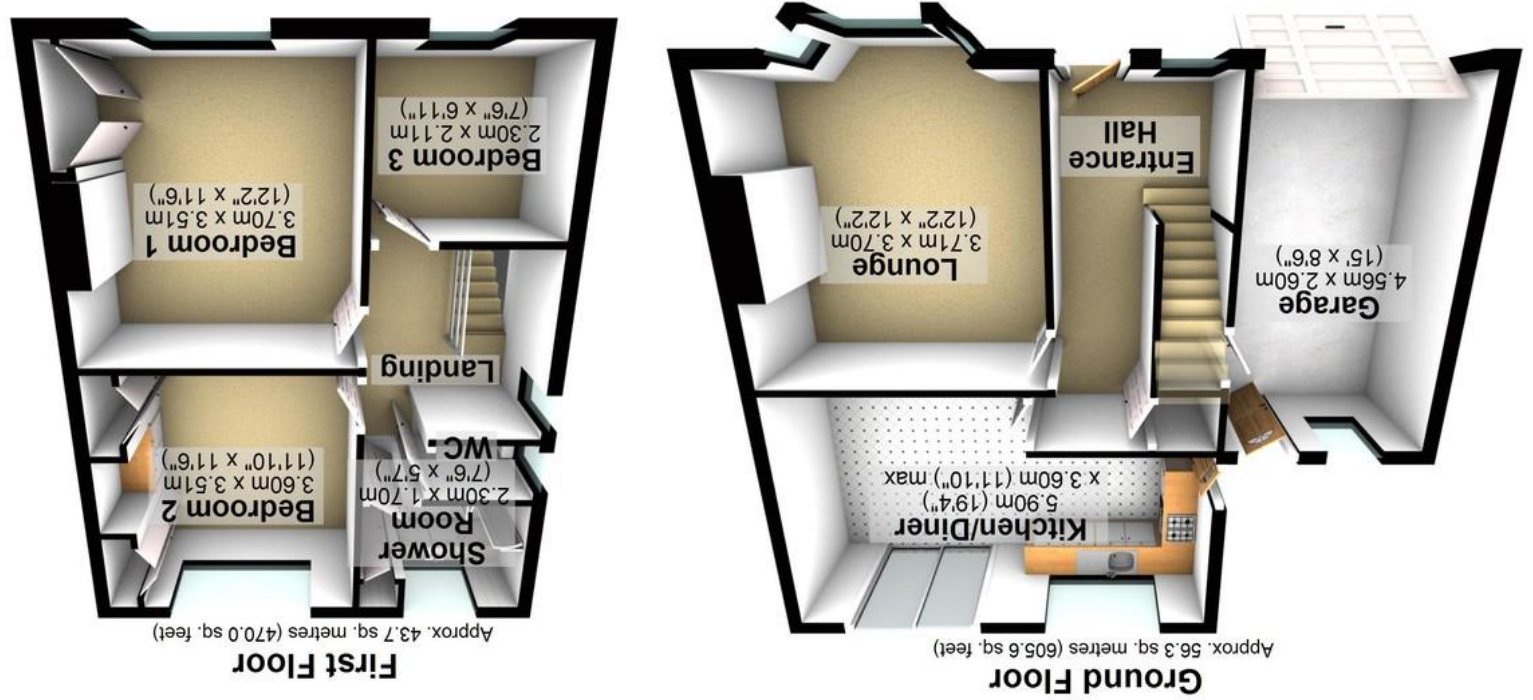 Ground Floor
Approx. 56.3 sq. metres (605.6 sq. feet)
Kitchen/Diner
5.90m (19'4")
x 3.60m (11'10") max
Garage
4.56m x 2.60m
(15' x 8'6")
Lounge
3.71m x 3.70m
(12'2" x 12'2")
Entrance
Hall
First Floor
Approx. 43.7 sq. metres (470.0 sq. feet)
Shower
Room
2.30m x 1.70m
(7'6" x 5'7")
WC
Bedroom 2
3.60m x 3.51m
(11'10" x 11'6")
Landing
Bedroom 1
3.70m x 3.51m
(12'2" x 11'6")
Bedroom 3
2.30m x 2.11m
(7'6" x 6'11")